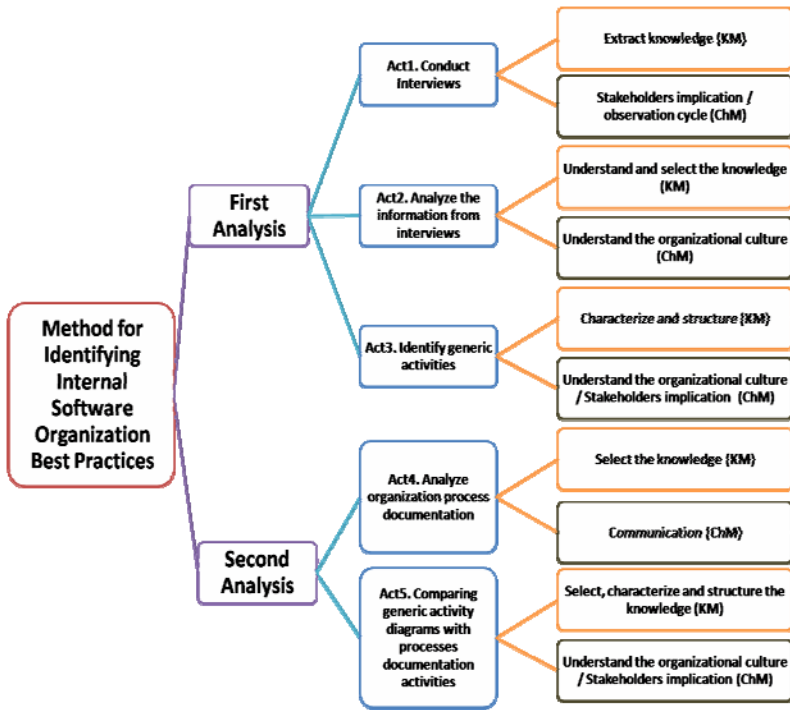 Method for
Identifying
Internal
Software
Organization
Best Practices
First
Analysis
Act1. Conduct
Interviews
Extract knowledge {KM}
Stakeholders implication /
observation cycle (ChM)
Act2. Analyze the
information from
interviews
Understand and select the knowledge
(KM)
Understand the organizational culture
(ChM)
Act3. Identify generic
activities
Characterize and structure {KM}
Understand the organizational culture
/ Stakeholders implication (ChM)
Second
Analysis
Act4. Analyze
organization process
documentation
Select the knowledge {KM}
Communication {ChM}
Act5. Comparing
generic activity
diagrams with
processes
documentation
activities
Select, characterize and structure the
knowledge (KM)
Understand the organizational culture
/ Stakeholders implication (ChM)